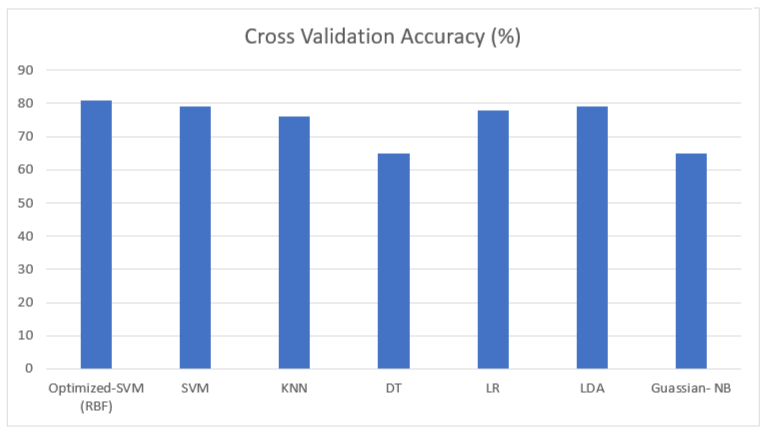 Cross Validation Accuracy (%)
90
80
70
60
50
40
30
20
10
0
Optimized-SVM
(RBF)
SVM
KNN
DT
LR
LDA
Guassian- NB